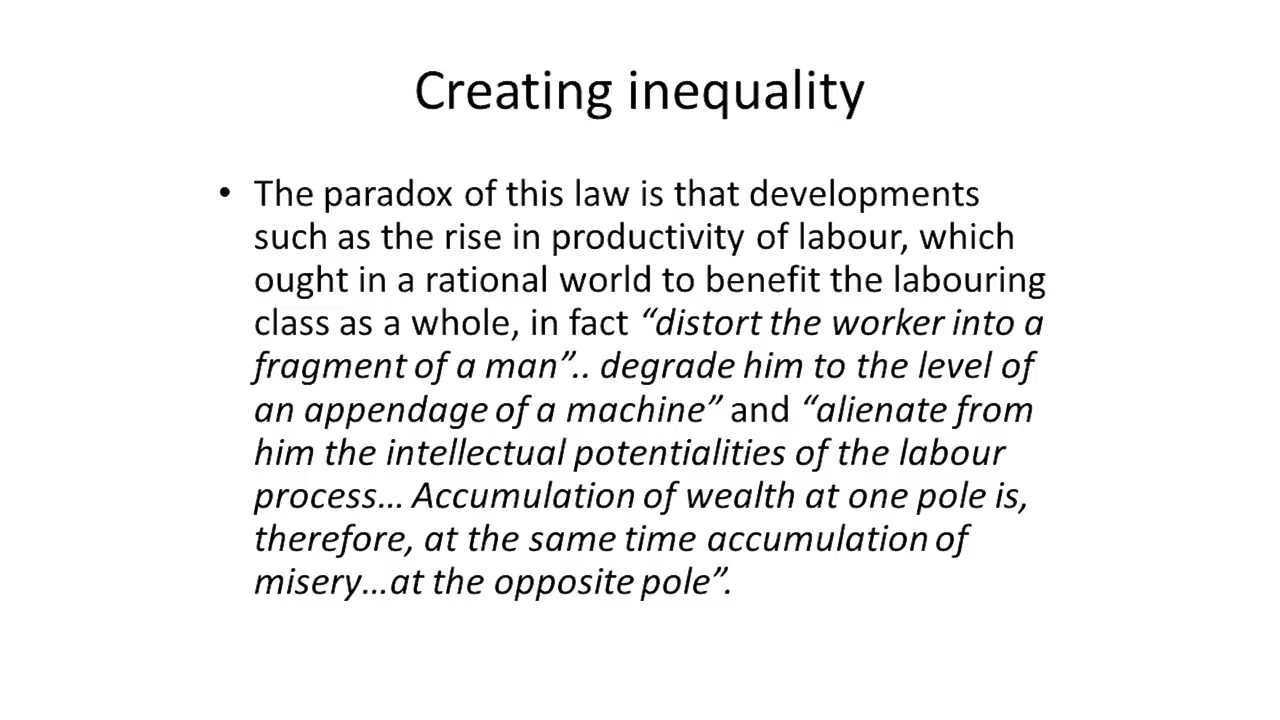 Creating inequality
• The paradox of this law is that developments
such as the rise in productivity of labour, which
ought in a rational world to benefit the labouring
class as a whole, in fact “distort the worker into a
fragment of a man”.. degrade him to the level of
an appendage of a machine” and “alienate from
him the intellectual potentialities of the labour
process… Accumulation of wealth at one pole is,
therefore, at the same time accumulation of
misery…at the opposite pole”.